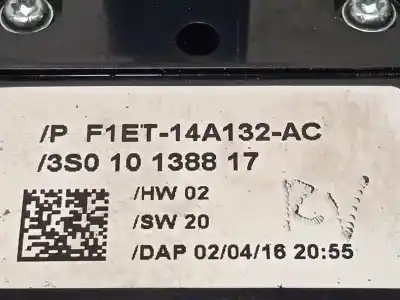 /P F1ET-14A132-AC
/3S0 10 1388 17
/HW 02
/SW 20
/DAP 02/04/16 20:55